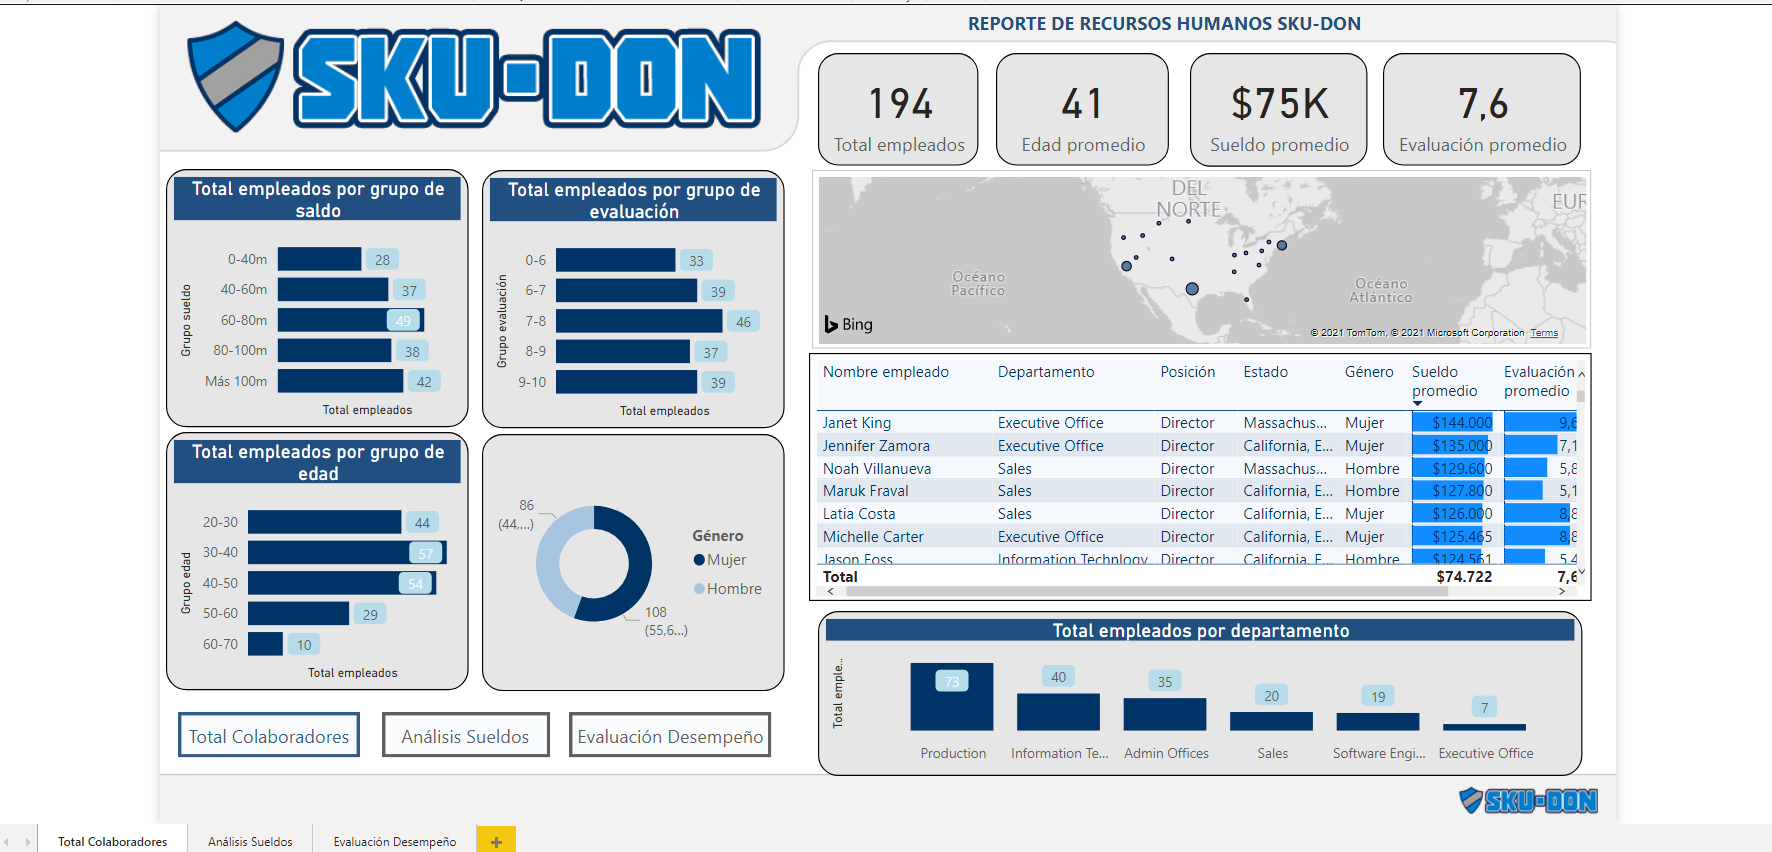 SKU-DON
REPORTE DE RECURSOS HUMANOS SKU-DON
194
Total empleados
41
Edad promedio
$75K
Sueldo promedio
7,6
Evaluación promedio
Total empleados por grupo de
saldo
Grupo sueldo
0-40m 28
40-60m 37
60-80m 49
80-100m 38
Más 100m 42
Total empleados
Total empleados por grupo de
evaluación
Grupo evaluación
0-6 33
6-7 39
7-8 46
8-9 37
9-10 39
Total empleados
DEL
NORTE
EUR
Océano
Pacífico
Océano
Atlántico
Bing
© 2021 TomTom, © 2021 Microsoft Corporation Terms
Nombre empleado Departamento Posición Estado Género Sueldo promedio Evaluación promedio
Janet King Executive Office Director Massachus... Mujer $144.000 9,6
Jennifer Zamora Executive Office Director California, E... Mujer $135.000 7,1
Noah Villanueva Sales Director Massachus... Hombre $129.600 5,8
Maruk Fraval Sales Director California, E... Hombre $127.800 5,1
Latia Costa Sales Director California, E... Mujer $126.000 8,8
Michelle Carter Executive Office Director California, E... Mujer $125.465 8,8
Jason Foss Information Technlogy Director California, E... Hombre $124.561 5,4
Total $74.722 7,6
Total empleados por grupo de
edad
Grupo edad
20-30 44
30-40 57
40-50 54
50-60 29
60-70 10
Total empleados
86
(44,...)
108
(55,6...)
Género
Mujer
Hombre
Total empleados por departamento
Total emple...
73 40 35 20 19 7
Production Information Te... Admin Offices Sales Software Engi... Executive Office
Total Colaboradores
Análisis Sueldos
Evaluación Desempeño
SKU-DON
Total Colaboradores Análisis Sueldos Evaluación Desempeño +